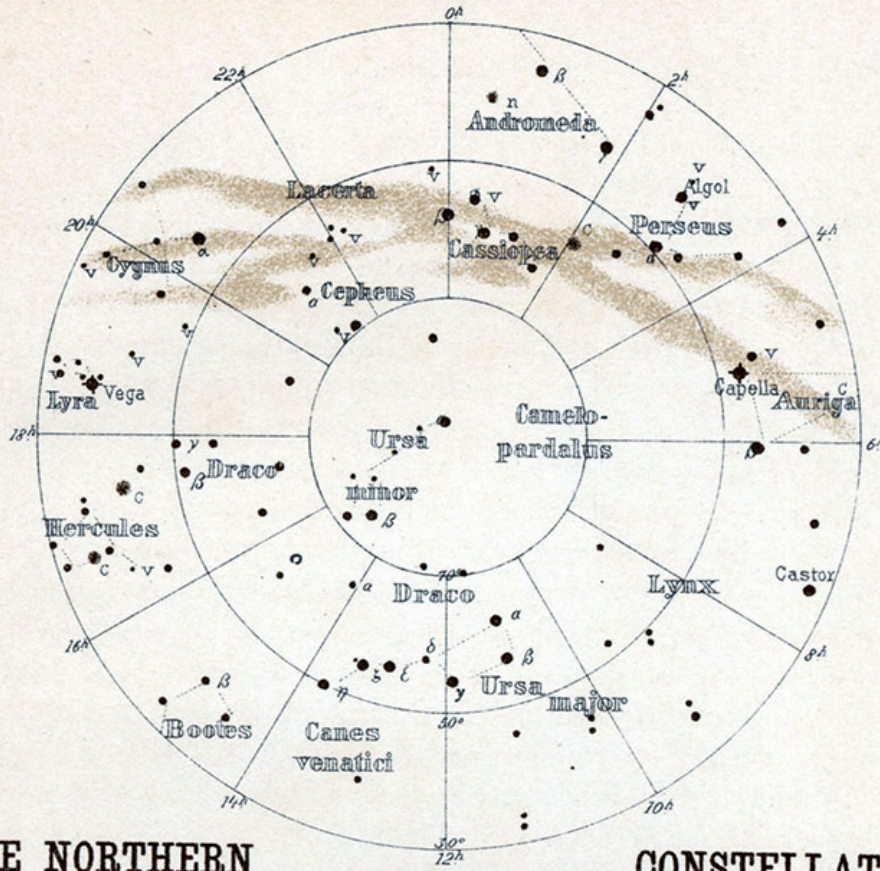 0h
2h
22h
β
n
Andromeda
v
Algol
v
Lacerta
v
v
20h
β
Perseus
4h
c
α
Cassiopea
v
α
v
Cygnus
v
α
Cepheus
v
v
v
v
v
Vega
Lyra
Capella
c
Auriga
Camelo-
pardalus
Ursa
18h
6h
γ
β
Draco
β
minor
c
β
Hercules
c
v
Castor
70°
Lynx
α
Draco
α
16h
8h
δ
β
ζ
ε
η
γ
Ursa
β
major
50°
Bootes
Canes
venatici
14h
10h
30°
12h
E NORTHERN
CONSTELLAT